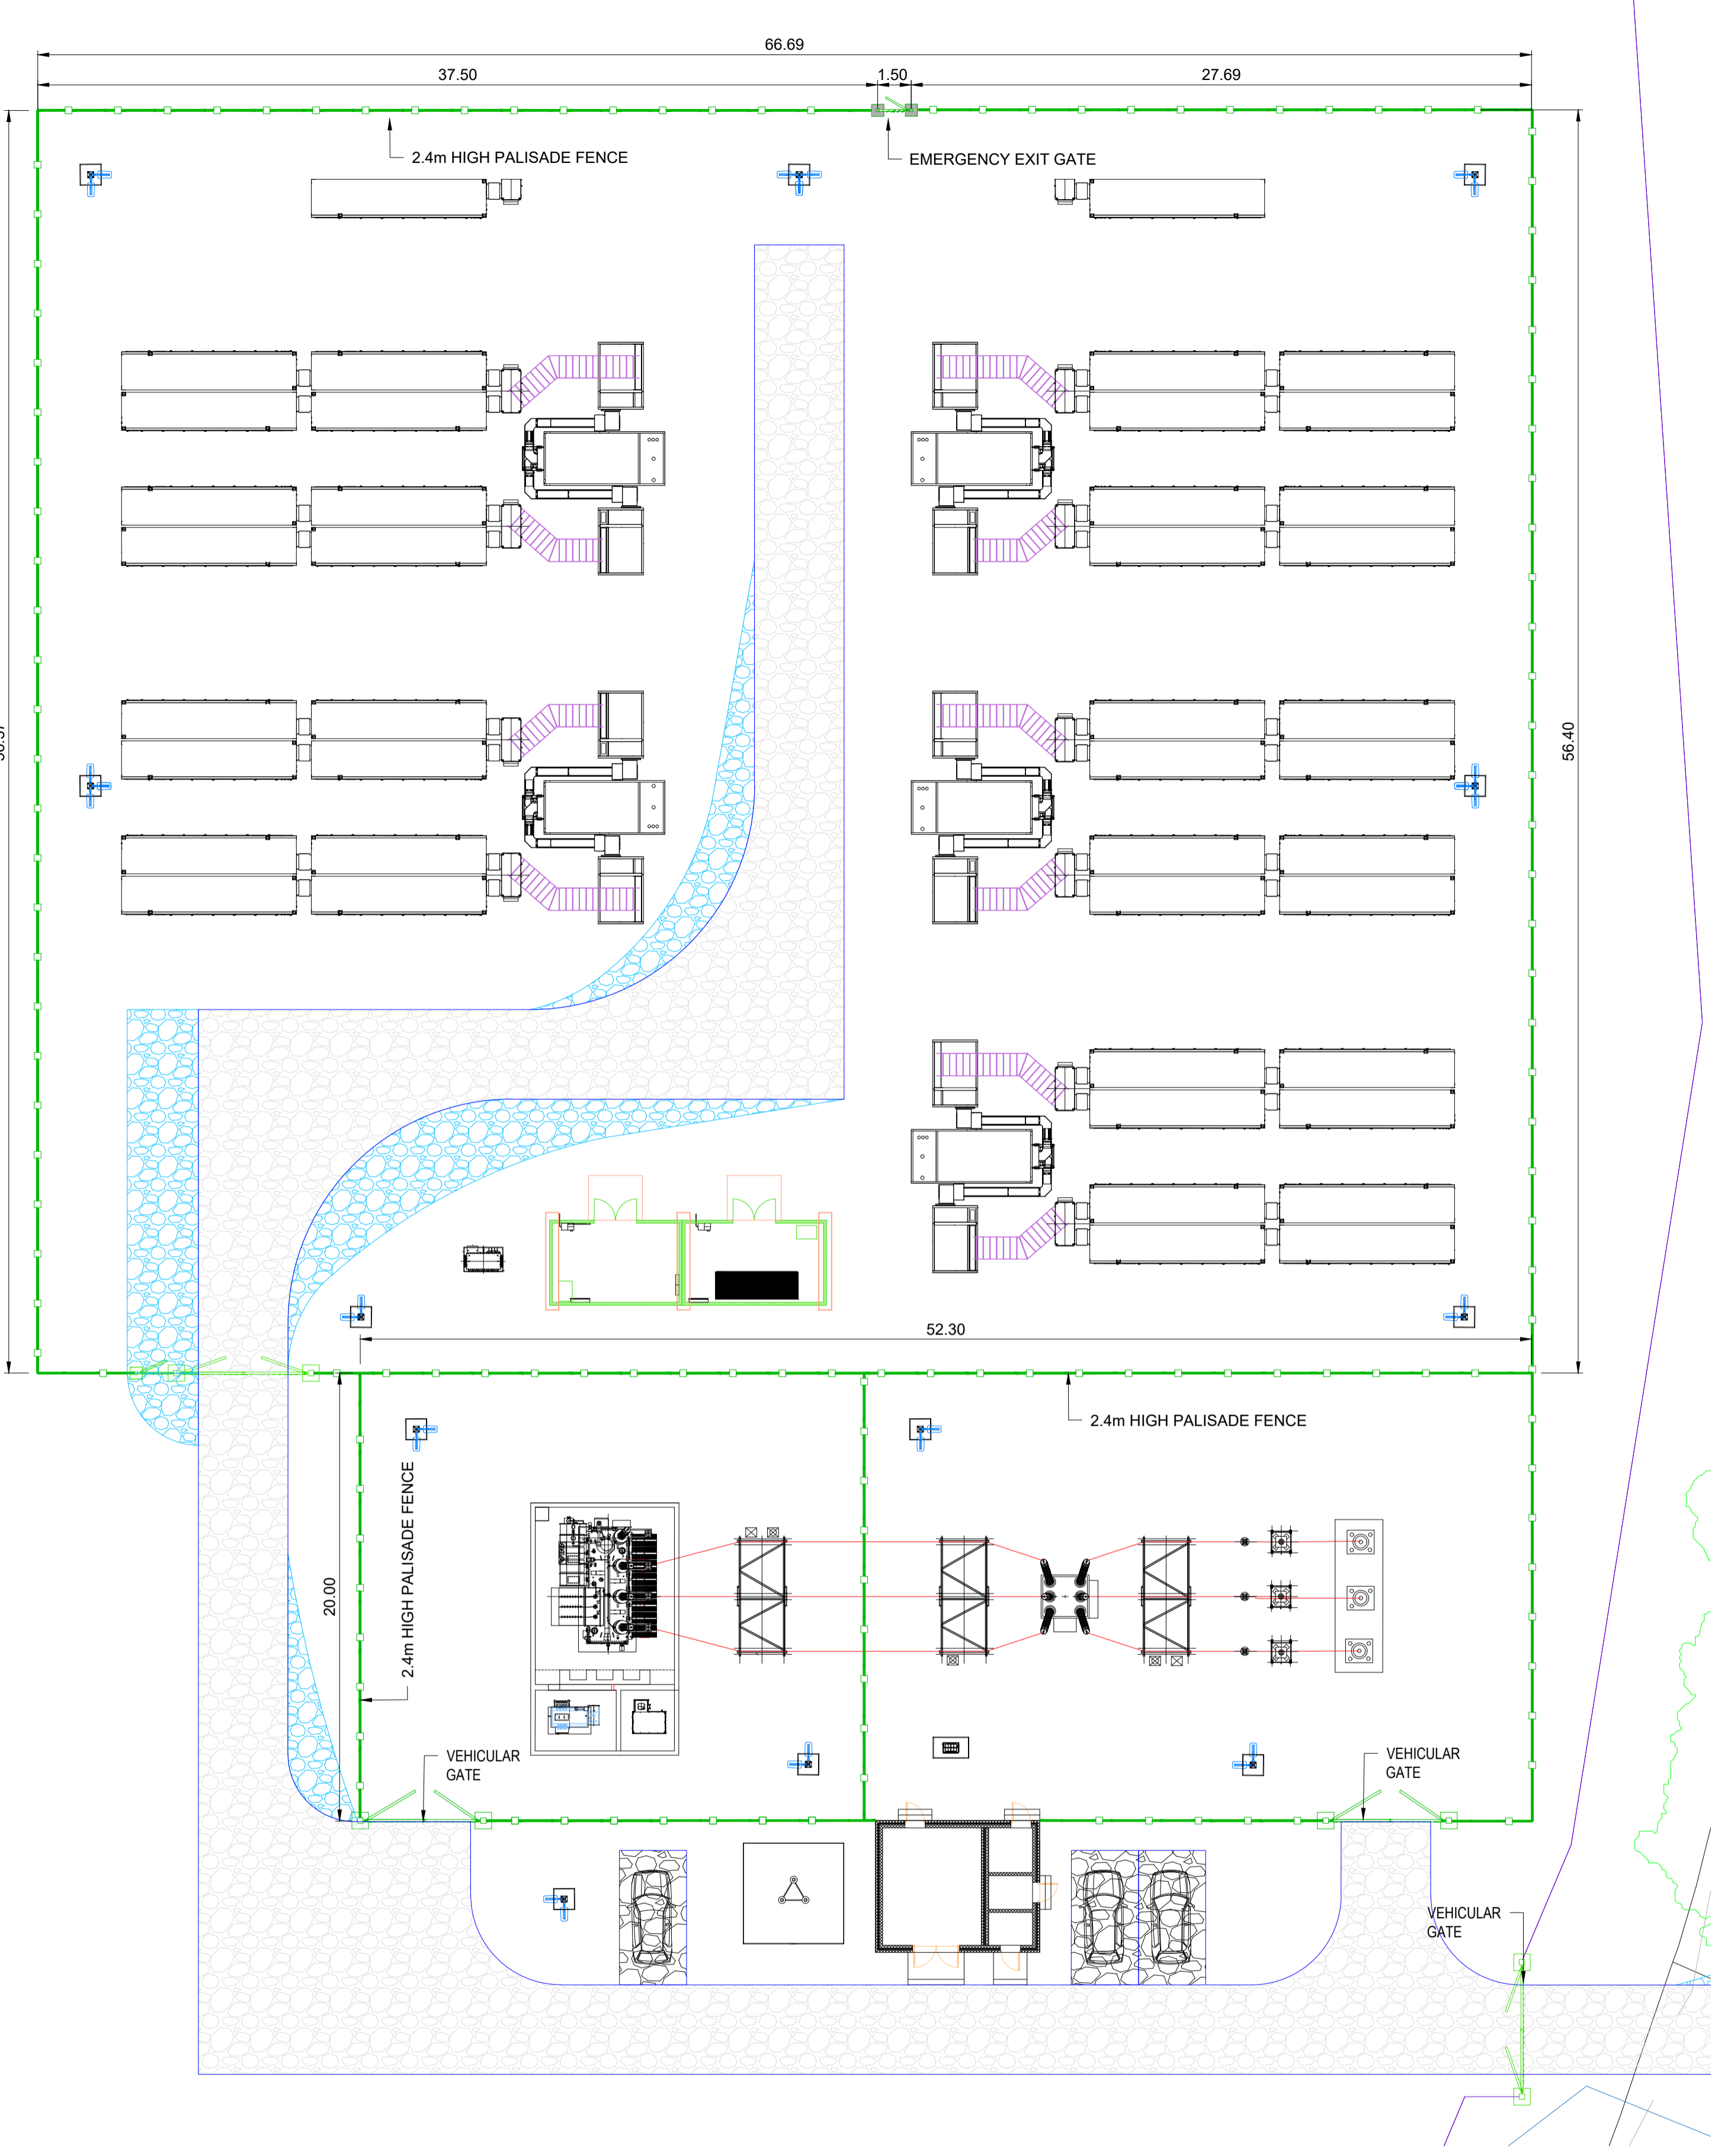 66.69
37.50
1.50
27.69
2.4m HIGH PALISADE FENCE
EMERGENCY EXIT GATE
56.40
52.30
2.4m HIGH PALISADE FENCE
2.4m HIGH PALISADE FENCE
20.00
VEHICULAR
GATE
VEHICULAR
GATE
VEHICULAR
GATE